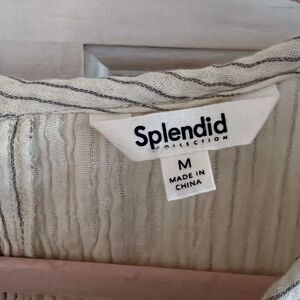 Splendid
COLLECTION
M
MADE IN
CHINA